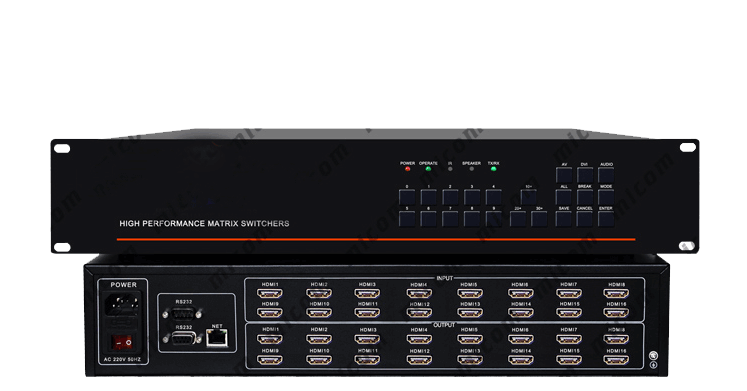 POWER OPERATE IR SPEAKER TX/RX
AV DVI AUDIO
0 1 2 3 4 10+ ALL BREAK MODE
5 6 7 8 9 20+ 30+ SAVE CANCEL ENTER
HIGH PERFORMANCE MATRIX SWITCHERS
POWER
AC 220V 50HZ
RS232
RS232
NET
INPUT
HDMI1 HDMI2 HDMI3 HDMI4 HDMI5 HDMI6 HDMI7 HDMI8
HDMI9 HDMI10 HDMI11 HDMI12 HDMI13 HDMI14 HDMI15 HDMI16
OUTPUT
HDMI1 HDMI2 HDMI3 HDMI4 HDMI5 HDMI6 HDMI7 HDMI8
HDMI9 HDMI10 HDMI11 HDMI12 HDMI13 HDMI14 HDMI15 HDMI16
micom